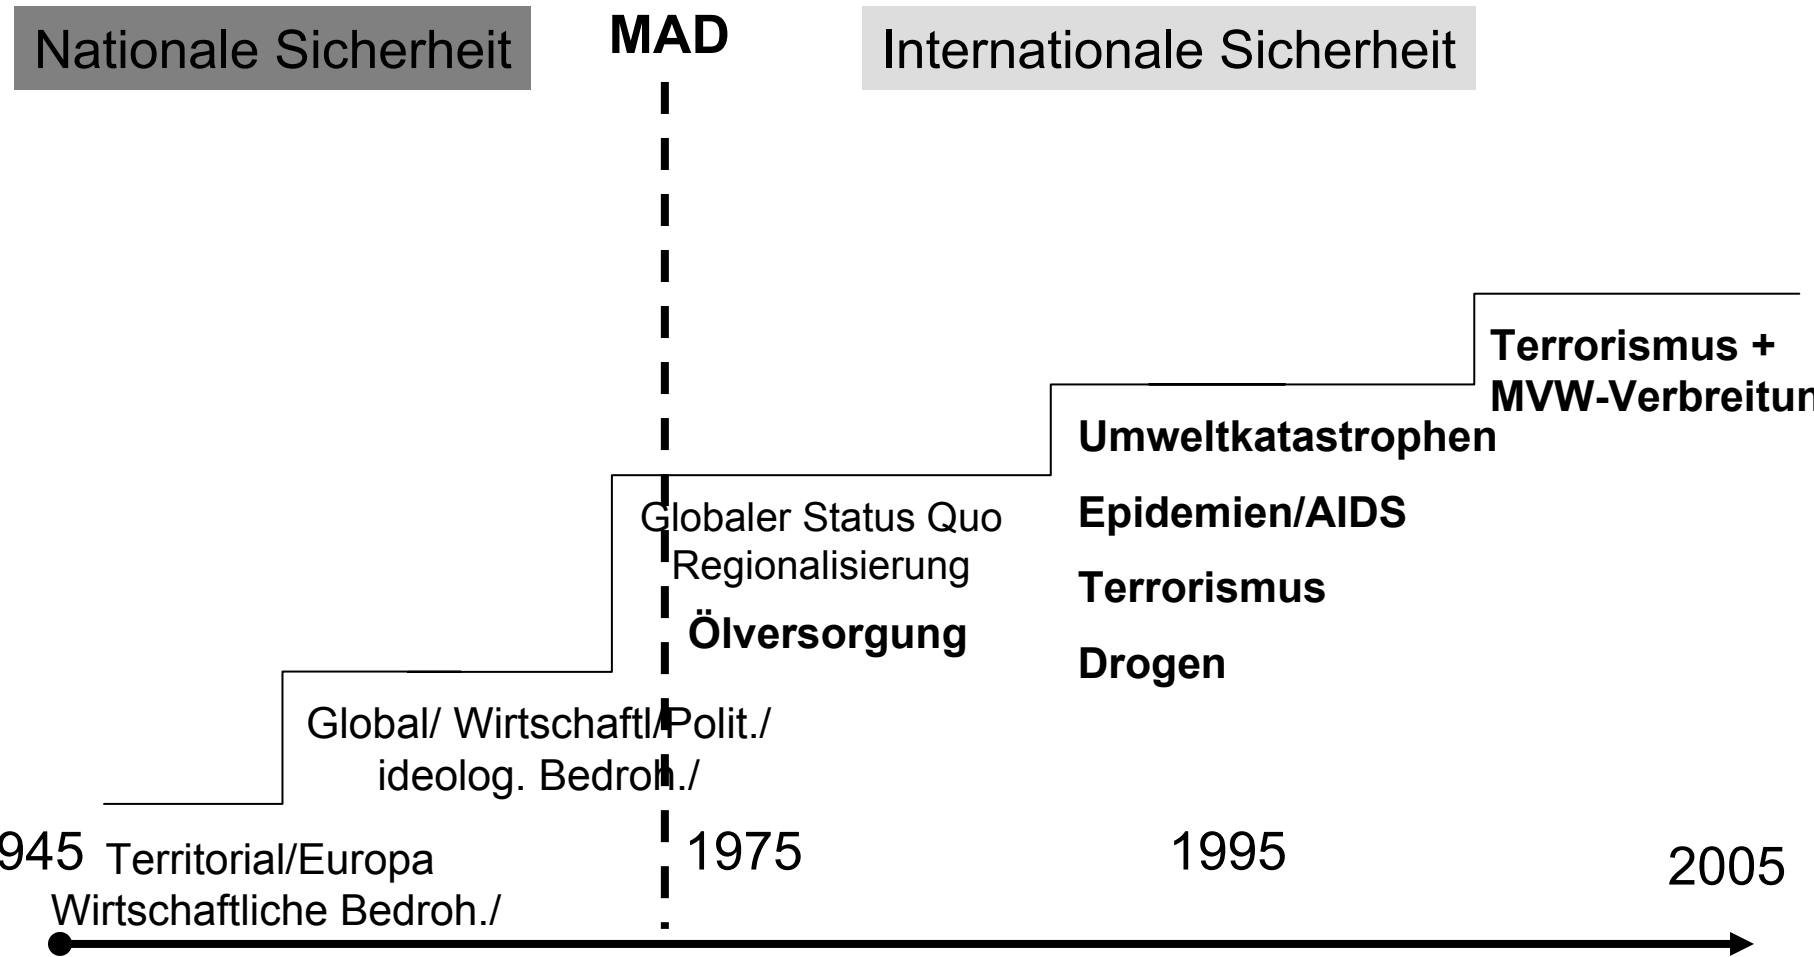 Nationale Sicherheit
MAD
Internationale Sicherheit
Terrorismus +
MVW-Verbreitun
Umweltkatastrophen
Epidemien/AIDS
Terrorismus
Drogen
Globaler Status Quo
Regionalisierung
Ölversorgung
Global/ Wirtschaftl/Polit./
ideolog. Bedroh./
945
Territorial/Europa
Wirtschaftliche Bedroh./
1975
1995
2005